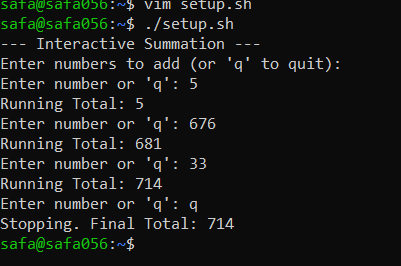 safa@safa056:~$ vim setup.sh
safa@safa056:~$ ./setup.sh
--- Interactive Summation ---
Enter numbers to add (or 'q' to quit):
Enter number or 'q': 5
Running Total: 5
Enter number or 'q': 676
Running Total: 681
Enter number or 'q': 33
Running Total: 714
Enter number or 'q': q
Stopping. Final Total: 714
safa@safa056:~$